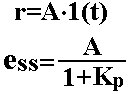 r=A·1(t)
ess=A/(1+Kp)